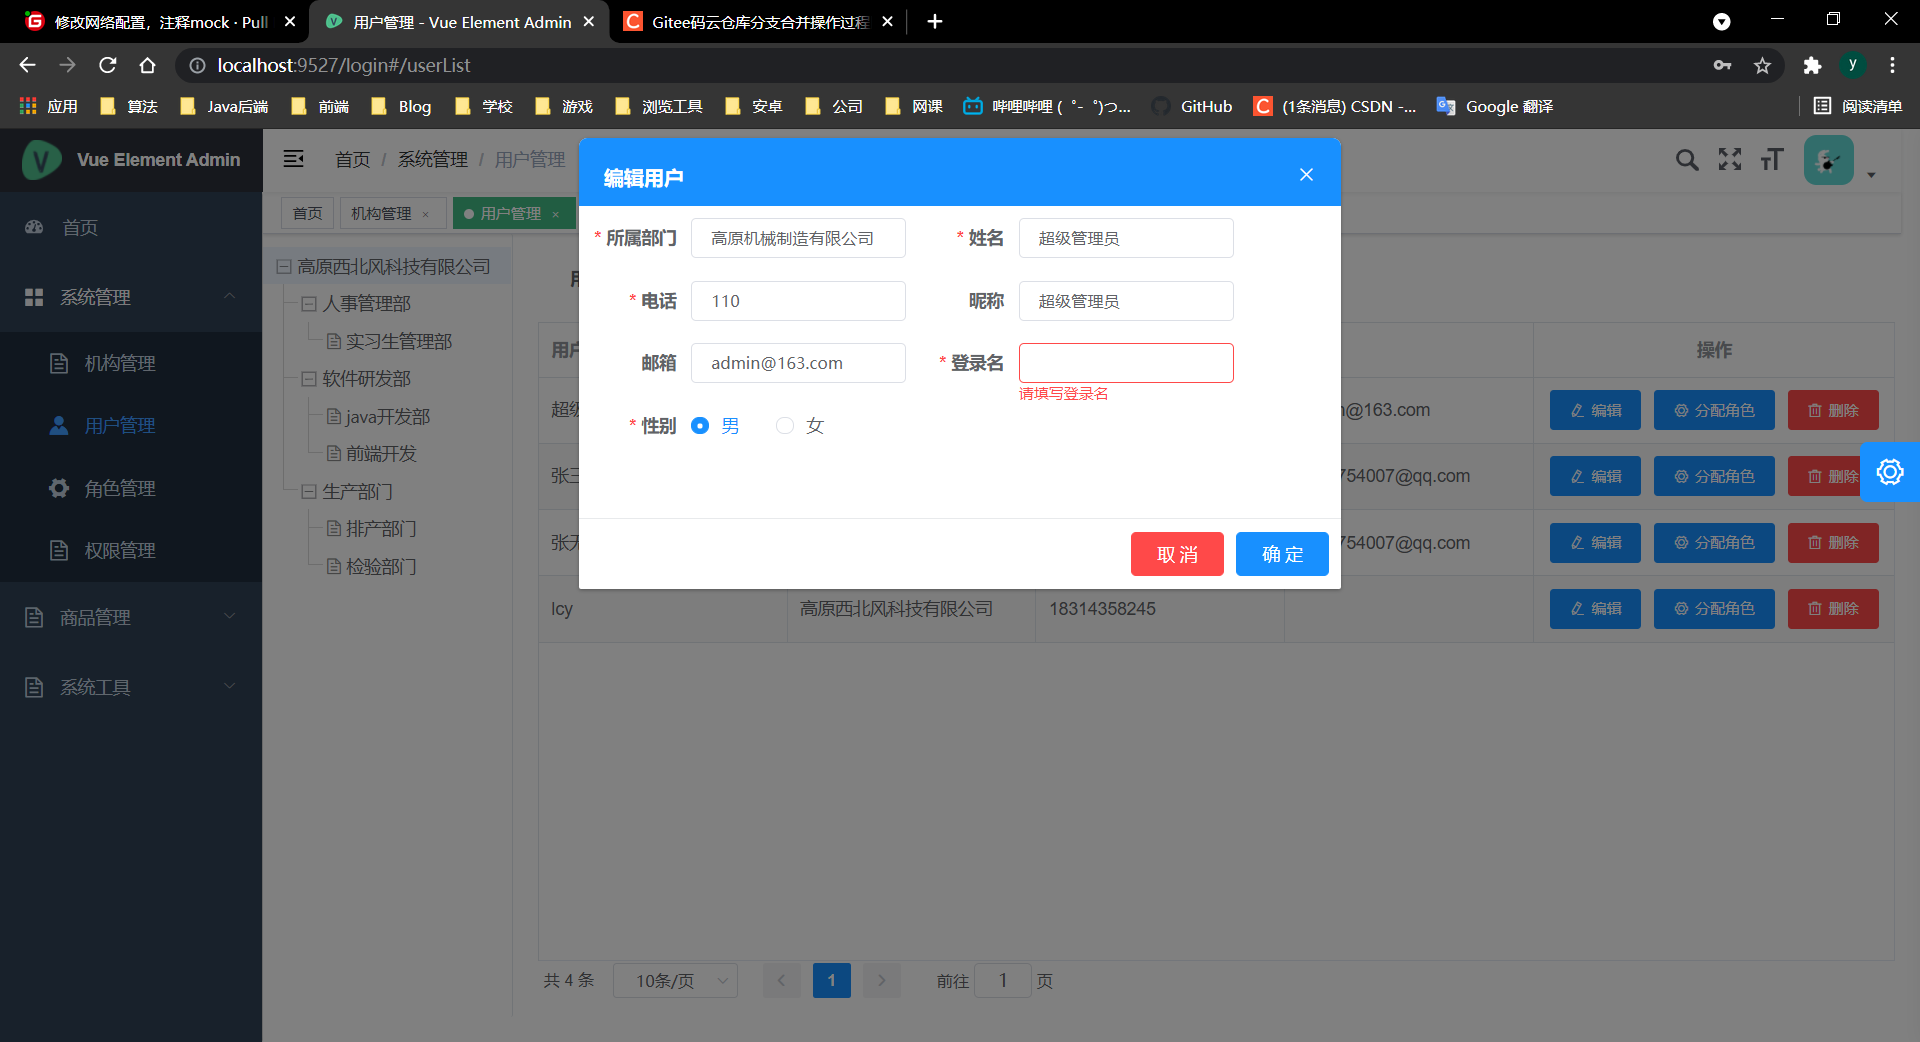 修改网络配置，注释mock · Pull
用户管理 - Vue Element Admin
Gitee码云仓库分支合并操作过程
localhost:9527/login#/userList
y
应用
算法
Java后端
前端
Blog
学校
游戏
浏览工具
安卓
公司
网课
哔哩哔哩 ( ゜- ゜)つ...
GitHub
(1条消息) CSDN -...
Google 翻译
阅读清单
Vue Element Admin
首页 / 系统管理 / 用户管理
首页
机构管理 ×
用户管理 ×
首页
系统管理
机构管理
用户管理
角色管理
权限管理
商品管理
系统工具
高原西北风科技有限公司
人事管理部
实习生管理部
软件研发部
java开发部
前端开发
生产部门
排产部门
检验部门
编辑用户
* 所属部门 高原机械制造有限公司
* 姓名 超级管理员
* 电话 110
昵称 超级管理员
邮箱 admin@163.com
* 登录名
请填写登录名
* 性别 男 女
取消 确定
操作
@163.com 编辑 分配角色 删除
754007@qq.com 编辑 分配角色 删除
754007@qq.com 编辑 分配角色 删除
lcy 高原西北风科技有限公司 18314358245 编辑 分配角色 删除
共 4 条 10条/页 1 前往 1 页